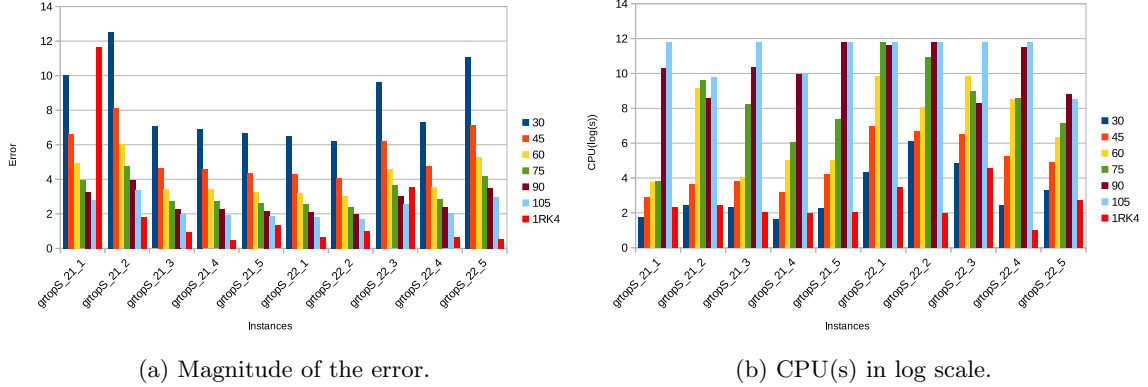 14
12
10
8
6
4
2
0
Error
grtopS_21_1
grtopS_21_2
grtopS_21_3
grtopS_21_4
grtopS_21_5
grtopS_22_1
grtopS_22_2
grtopS_22_3
grtopS_22_4
grtopS_22_5
Instances
30
45
60
75
90
105
1RK4
(a) Magnitude of the error.
14
12
10
8
6
4
2
0
CPU(log(s))
grtopS_21_1
grtopS_21_2
grtopS_21_3
grtopS_21_4
grtopS_21_5
grtopS_22_1
grtopS_22_2
grtopS_22_3
grtopS_22_4
grtopS_22_5
Instances
30
45
60
75
90
105
1RK4
(b) CPU(s) in log scale.